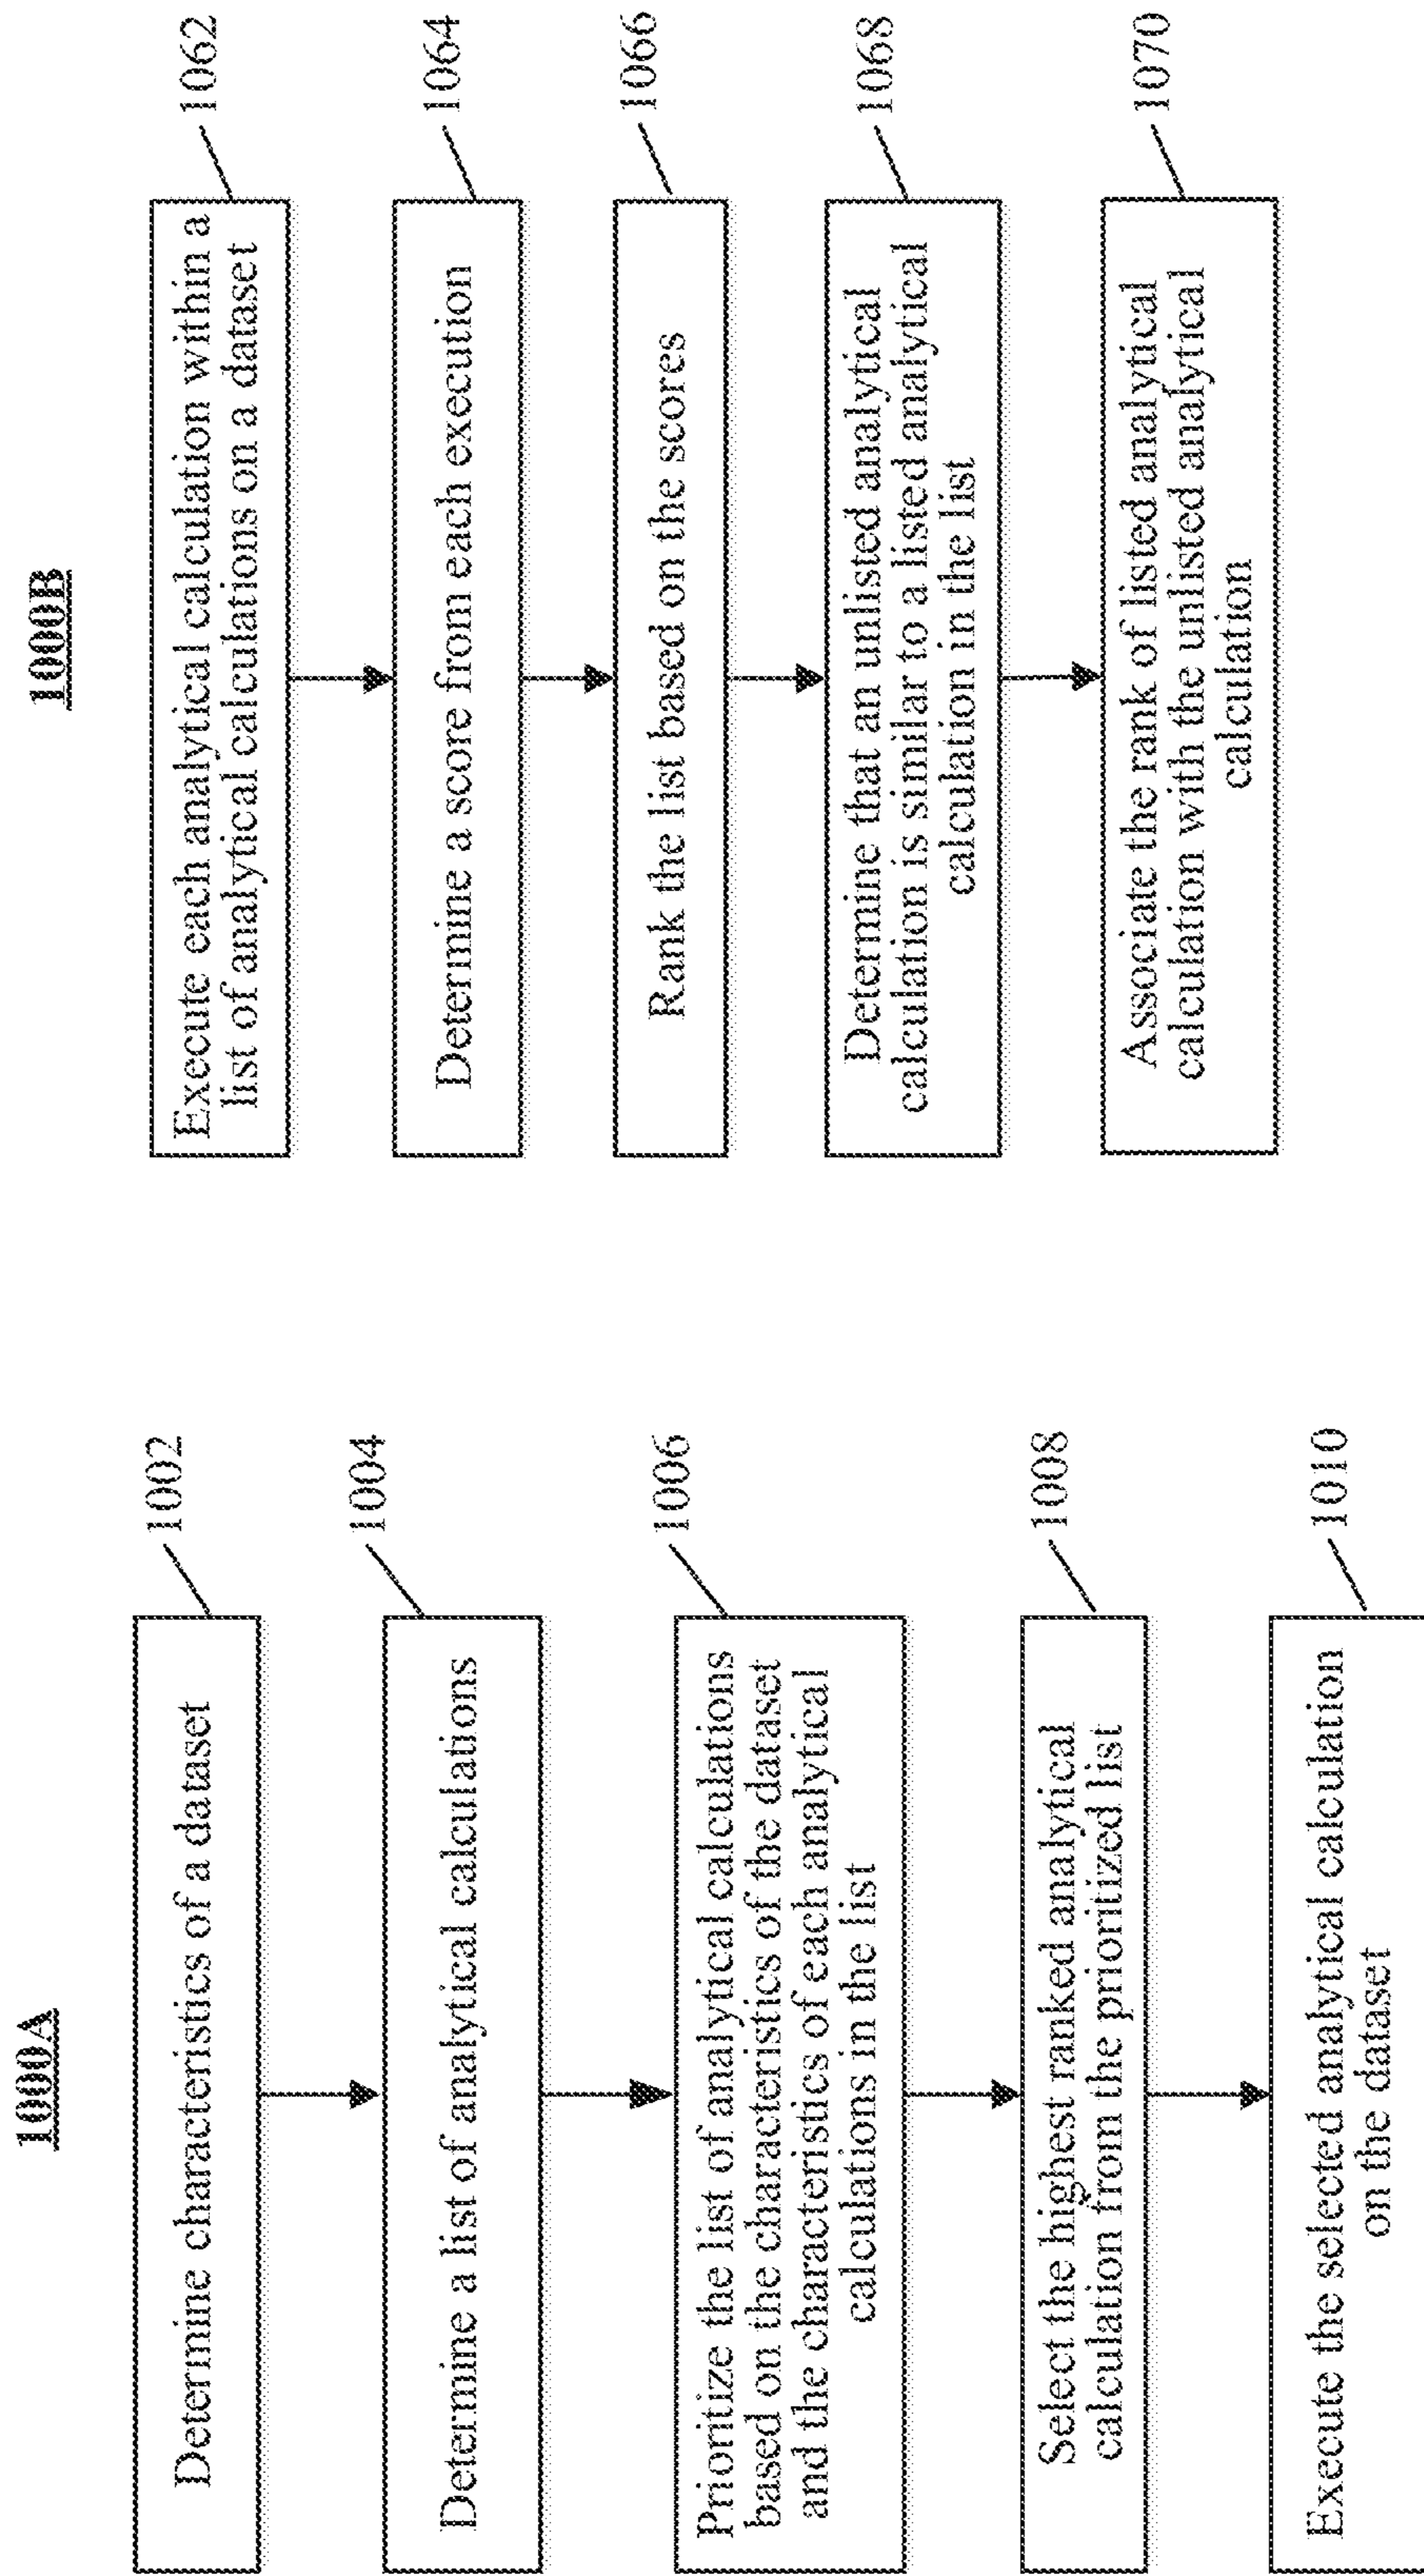 1000A
Determine characteristics of a dataset
1002
Determine a list of analytical calculations
1004
Prioritize the list of analytical calculations
based on the characteristics of the dataset
and the characteristics of each analytical
calculations in the list
1006
Select the highest ranked analytical
calculation from the prioritized list
1008
Execute the selected analytical calculation
on the dataset
1010
1000B
Execute each analytical calculation within a
list of analytical calculations on a dataset
1062
Determine a score from each execution
1064
Rank the list based on the scores
1066
Determine that an unlisted analytical
calculation is similar to a listed analytical
calculation in the list
1068
Associate the rank of listed analytical
calculation with the unlisted analytical
calculation
1070